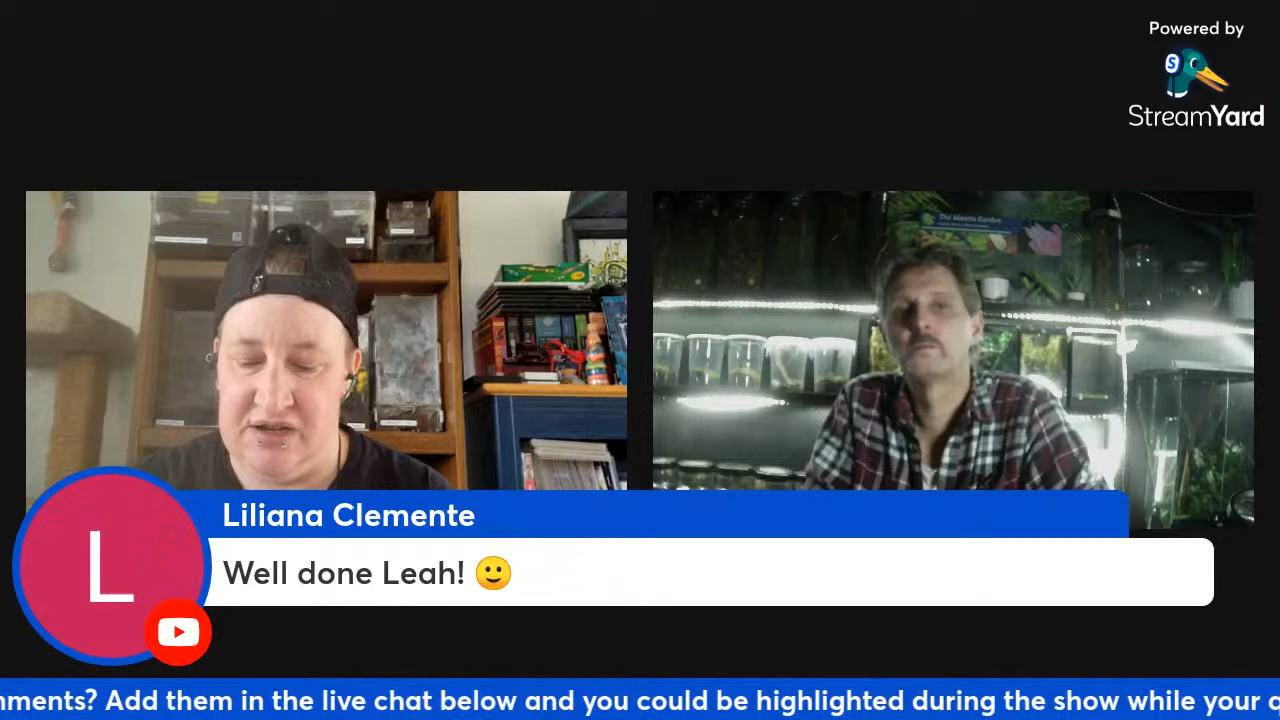 Powered by
S
StreamYard
The Mantis Garden
Liliana Clemente
Well done Leah! 🙂
L
nments? Add them in the live chat below and you could be highlighted during the show while your c